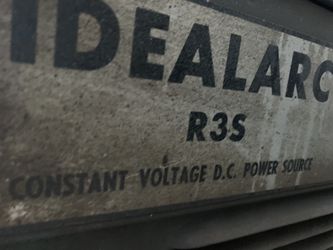 IDEALARC
R3S
CONSTANT VOLTAGE D.C. POWER SOURCE